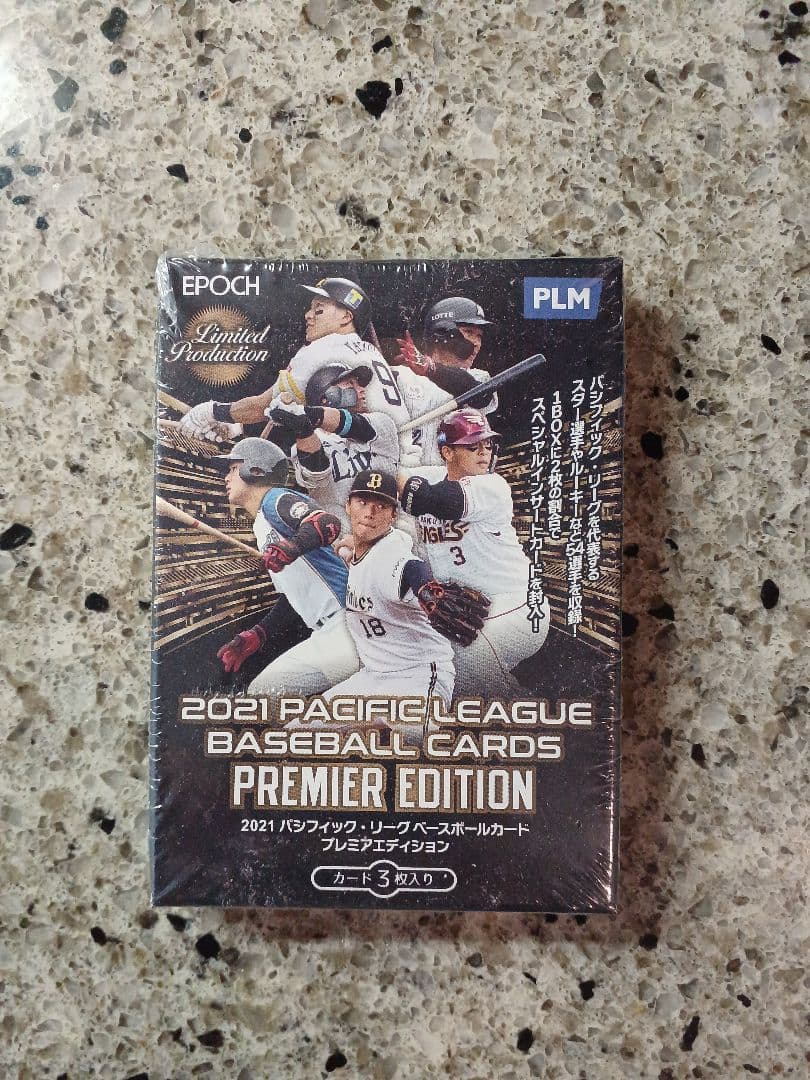 EPOCH
PLM
Limited
Production
パシフィック・リーグを代表する
スター選手やルーキーなど54選手を収録!
1BOXに2枚の割合で
スペシャルインサートカードを封入!
LOTTE
9
B
EAGLES
3
18
2021 PACIFIC LEAGUE
BASEBALL CARDS
PREMIER EDITION
2021 パシフィック・リーグ ベースボールカード
プレミアエディション
カード 3 枚入り